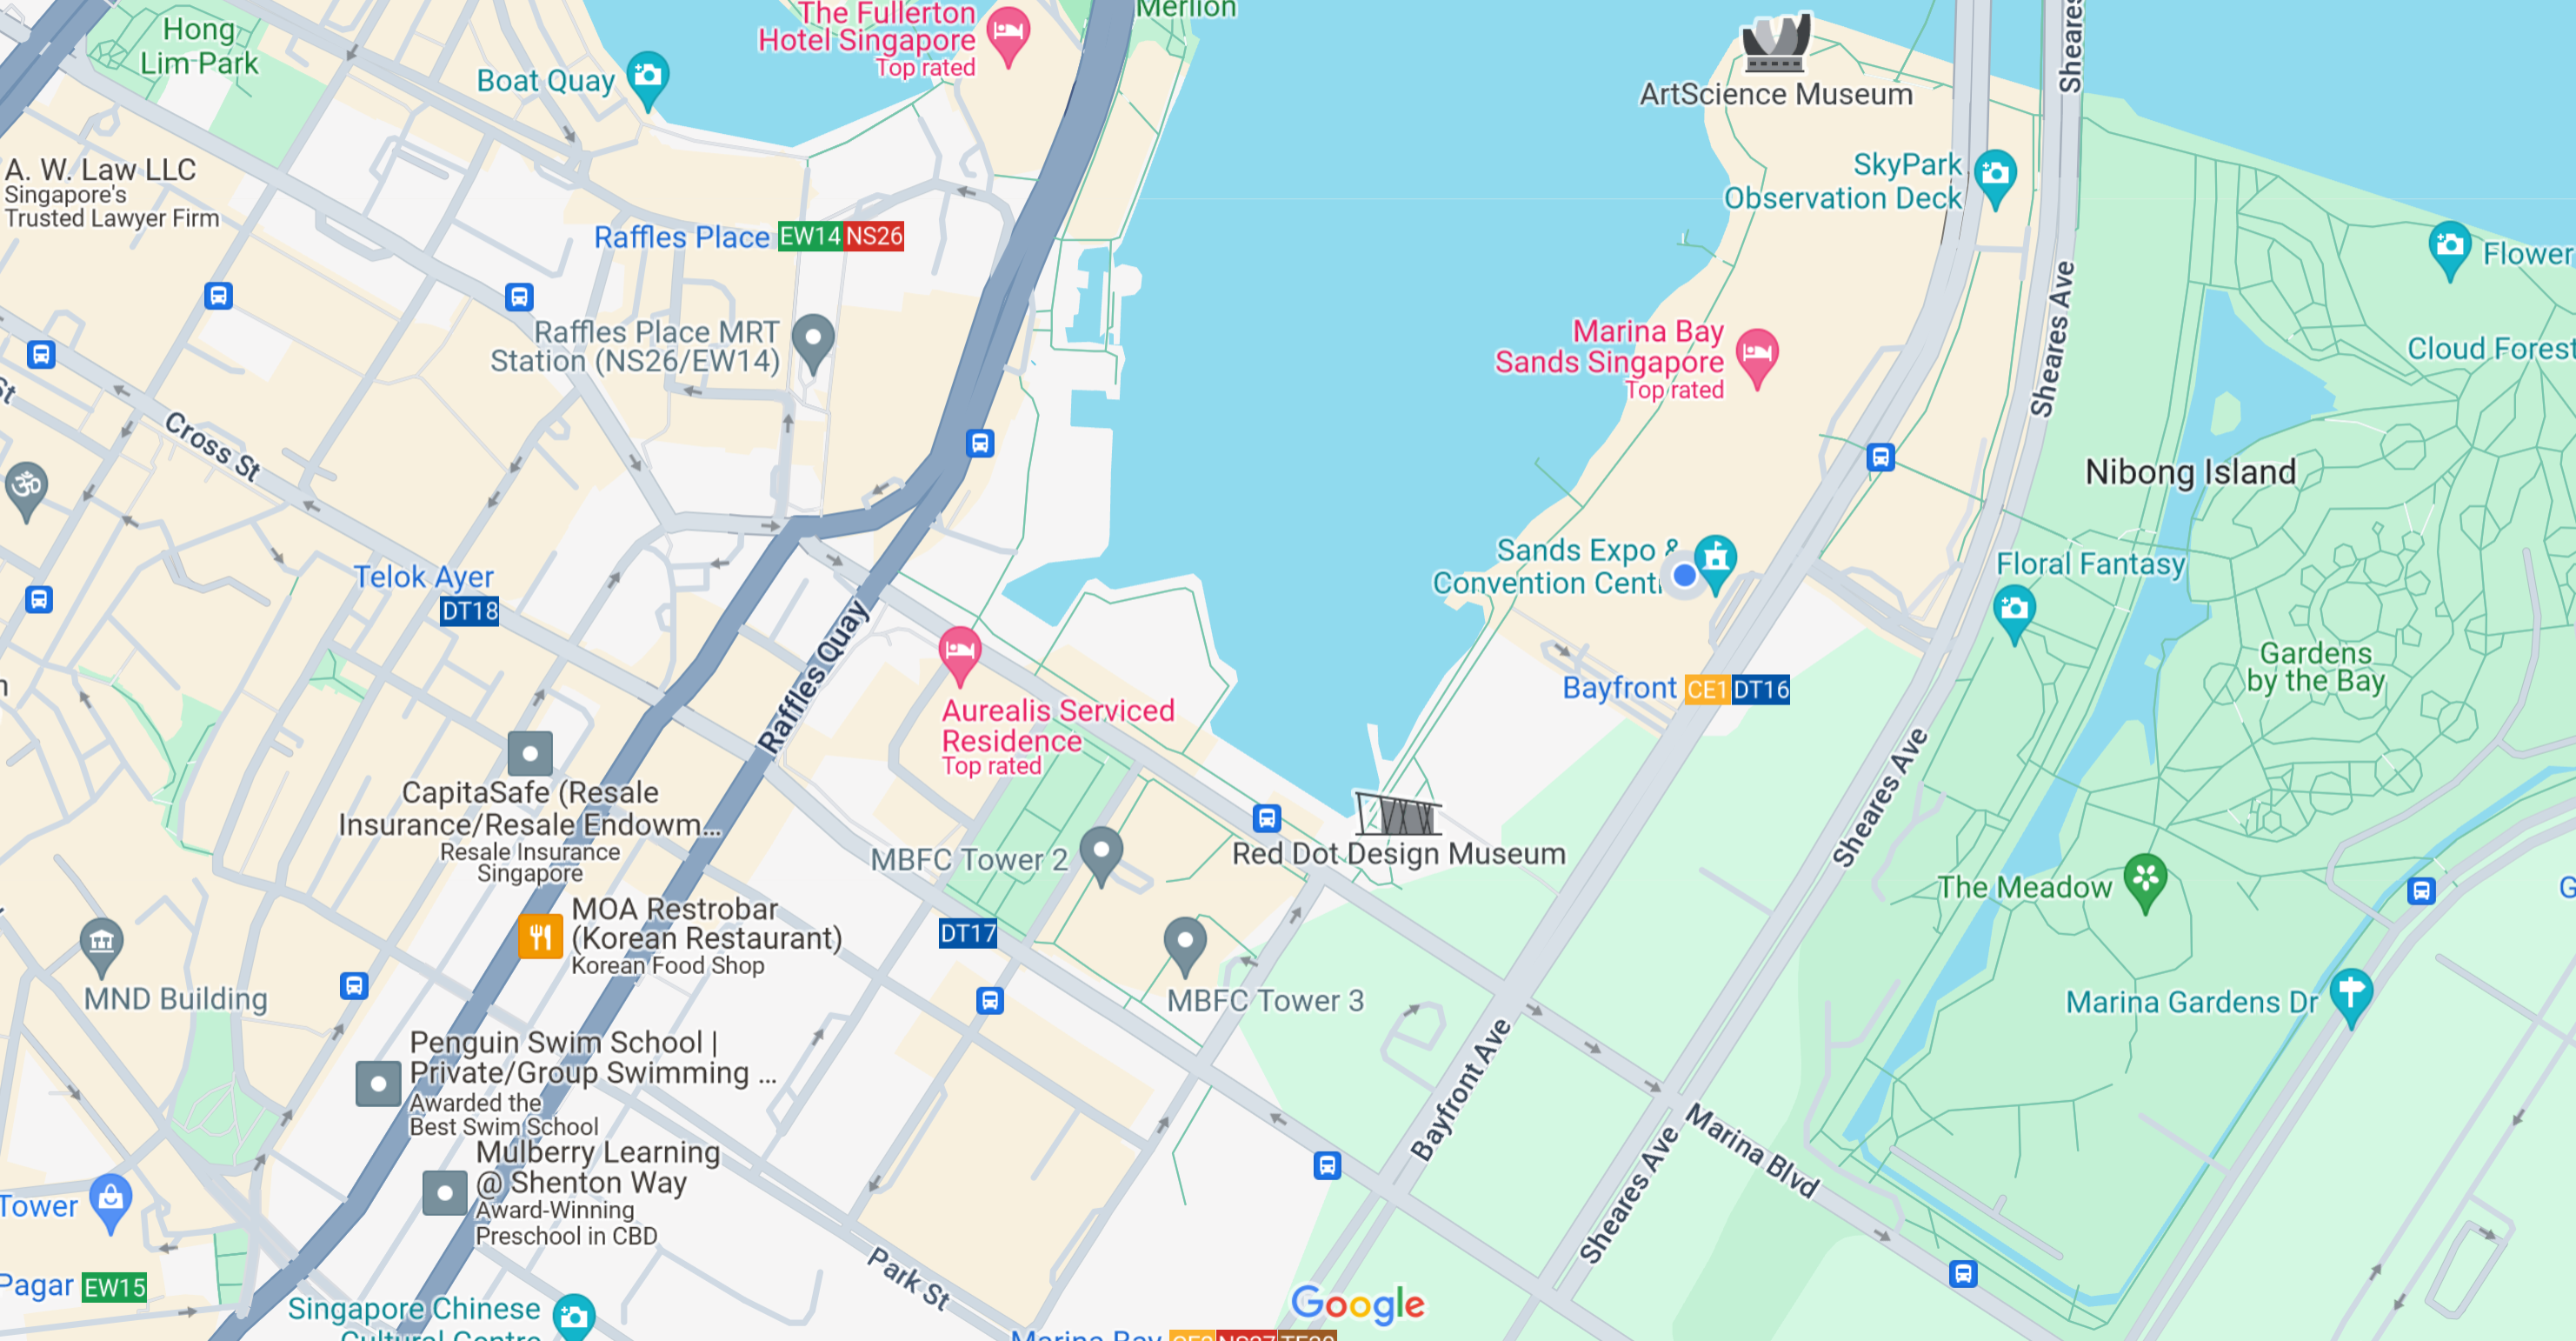 Merlion
The Fullerton
Hotel Singapore
Top rated
Hong
Lim Park
Boat Quay
ArtScience Museum
Sheares
A. W. Law LLC
Singapore's
Trusted Lawyer Firm
SkyPark
Observation Deck
Raffles Place EW14 NS26
Flower
Raffles Place MRT
Station (NS26/EW14)
Marina Bay
Sands Singapore
Top rated
Sheares Ave
Cloud Forest
St
Cross St
Nibong Island
Sands Expo &
Convention Cent
Floral Fantasy
Telok Ayer
DT18
Raffles Quay
Gardens
by the Bay
Bayfront CE1 DT16
Aurealis Serviced
Residence
Top rated
Sheares Ave
CapitaSafe (Resale
Insurance/Resale Endowm...
Resale Insurance
Singapore
MBFC Tower 2
Red Dot Design Museum
The Meadow
G
MOA Restrobar
(Korean Restaurant)
Korean Food Shop
DT17
MND Building
MBFC Tower 3
Marina Gardens Dr
Penguin Swim School |
Private/Group Swimming ...
Awarded the
Best Swim School
Bayfront Ave
Mulberry Learning
@ Shenton Way
Award-Winning
Preschool in CBD
Marina Blvd
Sheares Ave
Tower
Park St
Pagar EW15
Singapore Chinese
Cultural Centre
Google
Marina Bay CE2 NS27 TE20